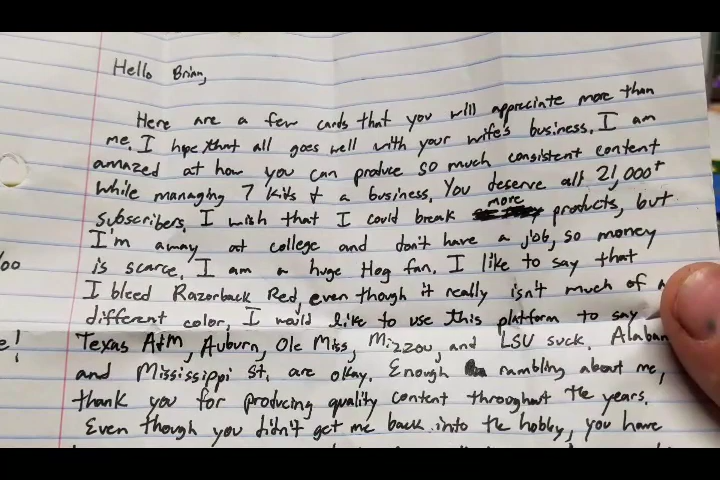 Hello Brian,
Here are a few cards that you will appreciate more than
me. I hope that all goes well with your wife's business. I am
amazed at how you can produce so much consistent content
while managing 7 kids + a business. You deserve all 21,000+
subscribers. I wish that I could break more products, but
I'm away at college and don't have a job, so money
is scarce. I am a huge Hog fan. I like to say that
I bleed Razorback Red, even though it really isn't much of a
different color. I would like to use this platform to say
Texas A&M, Auburn, Ole Miss, Mizzou, and LSU suck. Alabam
and Mississippi St. are okay. Enough rambling about me,
thank you for producing quality content throughout the years.
Even though you didn't get me back into the hobby, you have